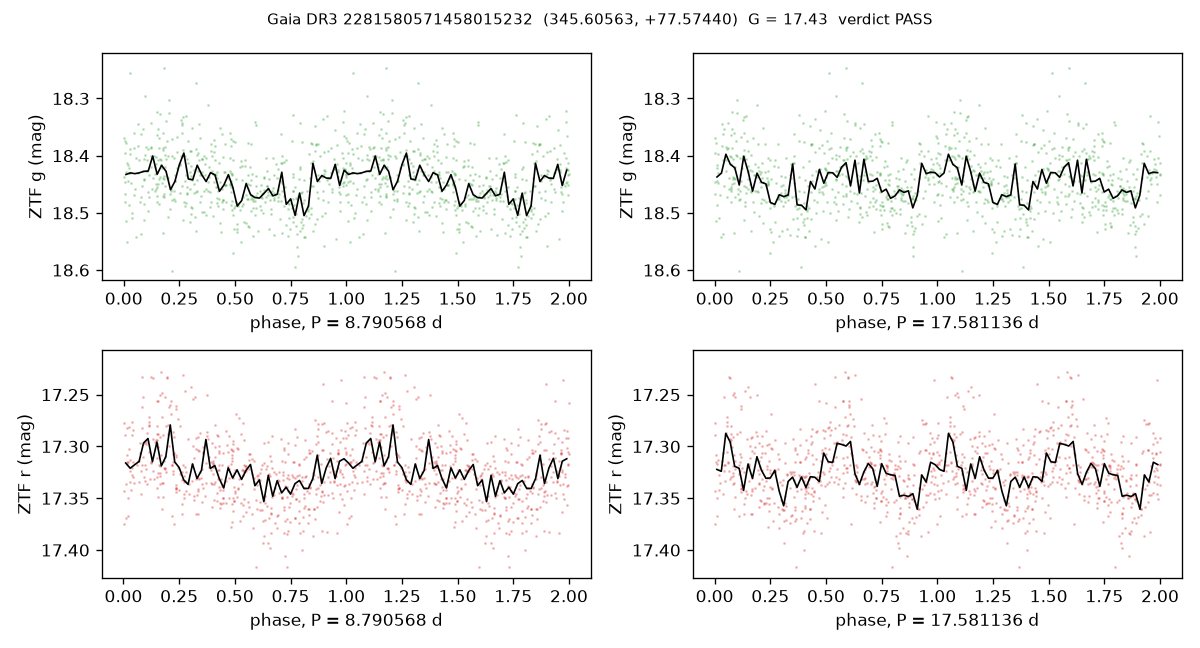 Gaia DR3 2281580571458015232  (345.60563, +77.57440)  G = 17.43  verdict PASS
ZTF g (mag)
18.3
18.4
18.5
18.6
0.00 0.25 0.50 0.75 1.00 1.25 1.50 1.75 2.00
phase, P = 8.790568 d
ZTF g (mag)
18.3
18.4
18.5
18.6
0.00 0.25 0.50 0.75 1.00 1.25 1.50 1.75 2.00
phase, P = 17.581136 d
ZTF r (mag)
17.25
17.30
17.35
17.40
0.00 0.25 0.50 0.75 1.00 1.25 1.50 1.75 2.00
phase, P = 8.790568 d
ZTF r (mag)
17.25
17.30
17.35
17.40
0.00 0.25 0.50 0.75 1.00 1.25 1.50 1.75 2.00
phase, P = 17.581136 d